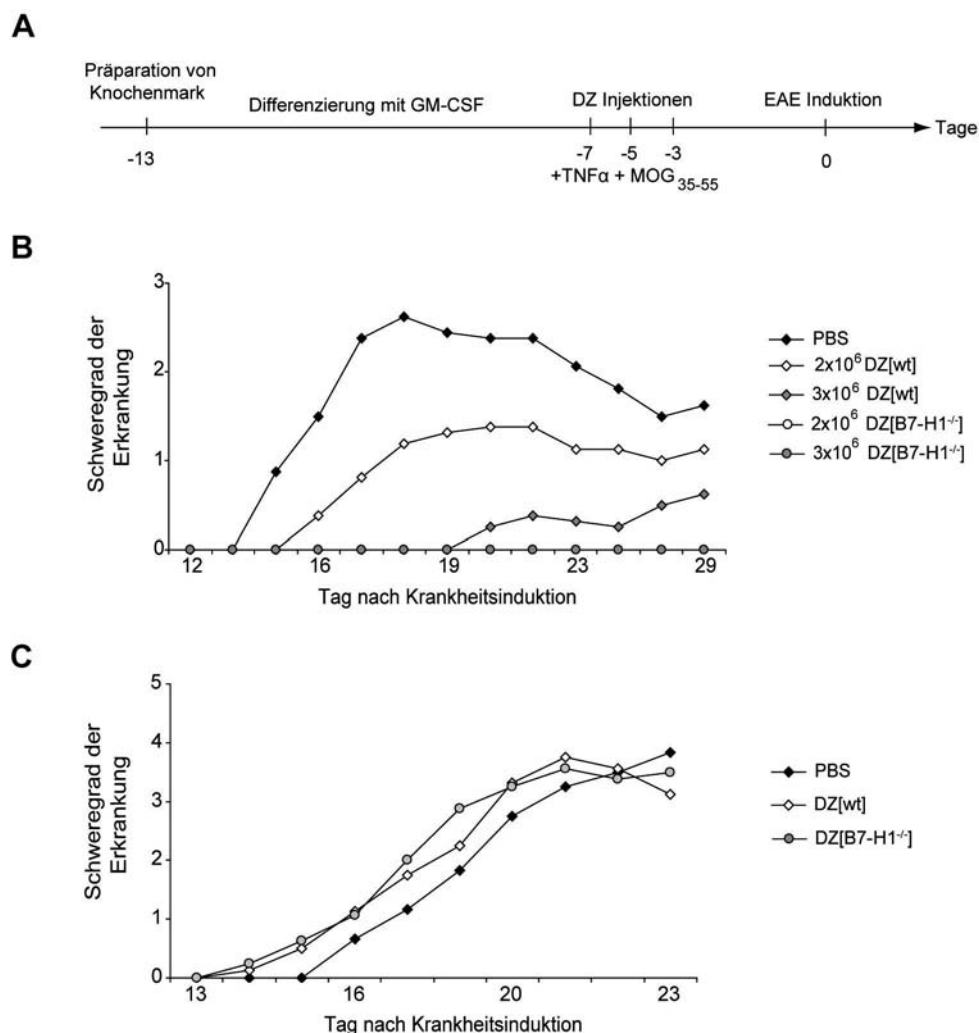 A
Präparation von
Knochenmark
Differenzierung mit GM-CSF
DZ Injektionen
EAE Induktion
Tage
-13
-7
-5
-3
0
+TNFα + MOG35-55
B
Schweregrad der
Erkrankung
3
2
1
0
12
16
19
23
29
Tag nach Krankheitsinduktion
PBS
2x10⁶ DZ[wt]
3x10⁶ DZ[wt]
2x10⁶ DZ[B7-H1⁻/⁻]
3x10⁶ DZ[B7-H1⁻/⁻]
C
Schweregrad der
Erkrankung
5
4
3
2
1
0
13
16
20
23
Tag nach Krankheitsinduktion
PBS
DZ[wt]
DZ[B7-H1⁻/⁻]